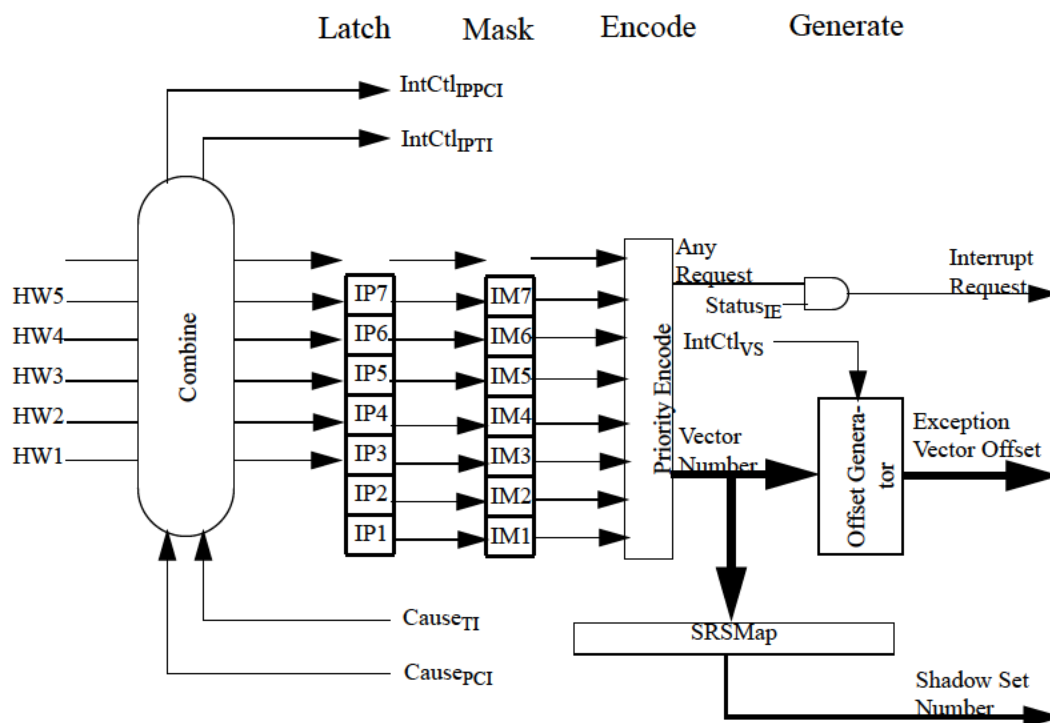 Latch Mask Encode Generate
IntCtlIPPCI
IntCtlIPTI
Any
Request
Interrupt
Request
HW5
HW4
HW3
HW2
HW1
Combine
IP7
IP6
IP5
IP4
IP3
IP2
IP1
IM7
IM6
IM5
IM4
IM3
IM2
IM1
Priority Encode
StatusIE
IntCtlVS
Vector
Number
Offset Genera-
tor
Exception
Vector Offset
CauseTI
CausePCI
SRSMap
Shadow Set
Number